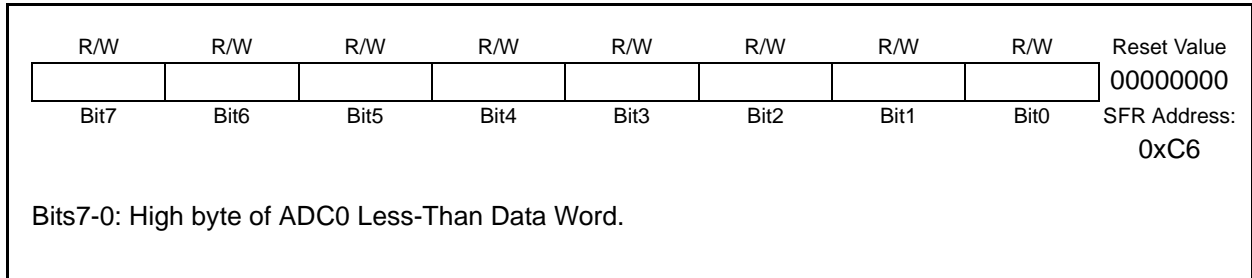 R/W R/W R/W R/W R/W R/W R/W R/W Reset Value
00000000
Bit7 Bit6 Bit5 Bit4 Bit3 Bit2 Bit1 Bit0 SFR Address:
0xC6
Bits7-0: High byte of ADC0 Less-Than Data Word.